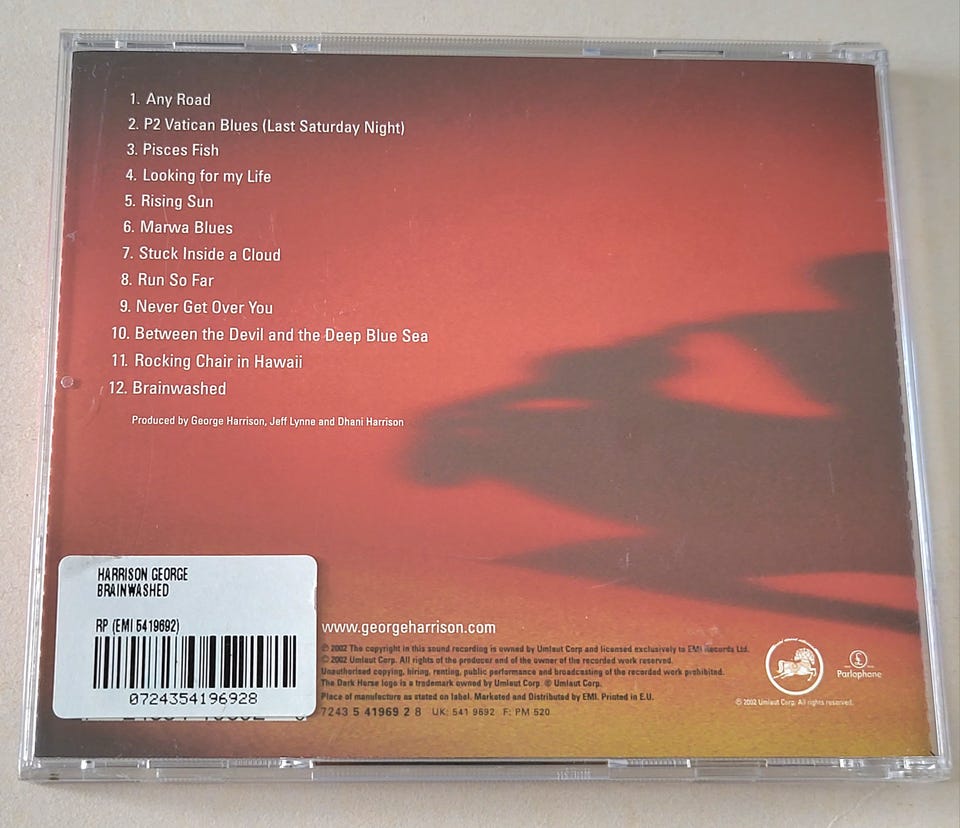 1. Any Road
2. P2 Vatican Blues (Last Saturday Night)
3. Pisces Fish
4. Looking for my Life
5. Rising Sun
6. Marwa Blues
7. Stuck Inside a Cloud
8. Run So Far
9. Never Get Over You
10. Between the Devil and the Deep Blue Sea
11. Rocking Chair in Hawaii
12. Brainwashed
Produced by George Harrison, Jeff Lynne and Dhani Harrison
HARRISON GEORGE
BRAINWASHED
RP (EMI 5419692)
0724354196928
www.georgeharrison.com
℗ 2002 The copyright in this sound recording is owned by Umlaut Corp and licensed exclusively to EMI Records Ltd.
© 2002 Umlaut Corp. All rights of the producer and of the owner of the recorded work reserved.
Unauthorised copying, hiring, renting, public performance and broadcasting of the recorded work prohibited.
The Dark Horse logo is a trademark owned by Umlaut Corp. © Umlaut Corp.
Place of manufacture as stated on label. Marketed and Distributed by EMI. Printed in E.U.
7243 5 41969 2 8 UK: 541 9692 F: PM 520
£
Parlophone
© 2002 Umlaut Corp. All rights reserved.